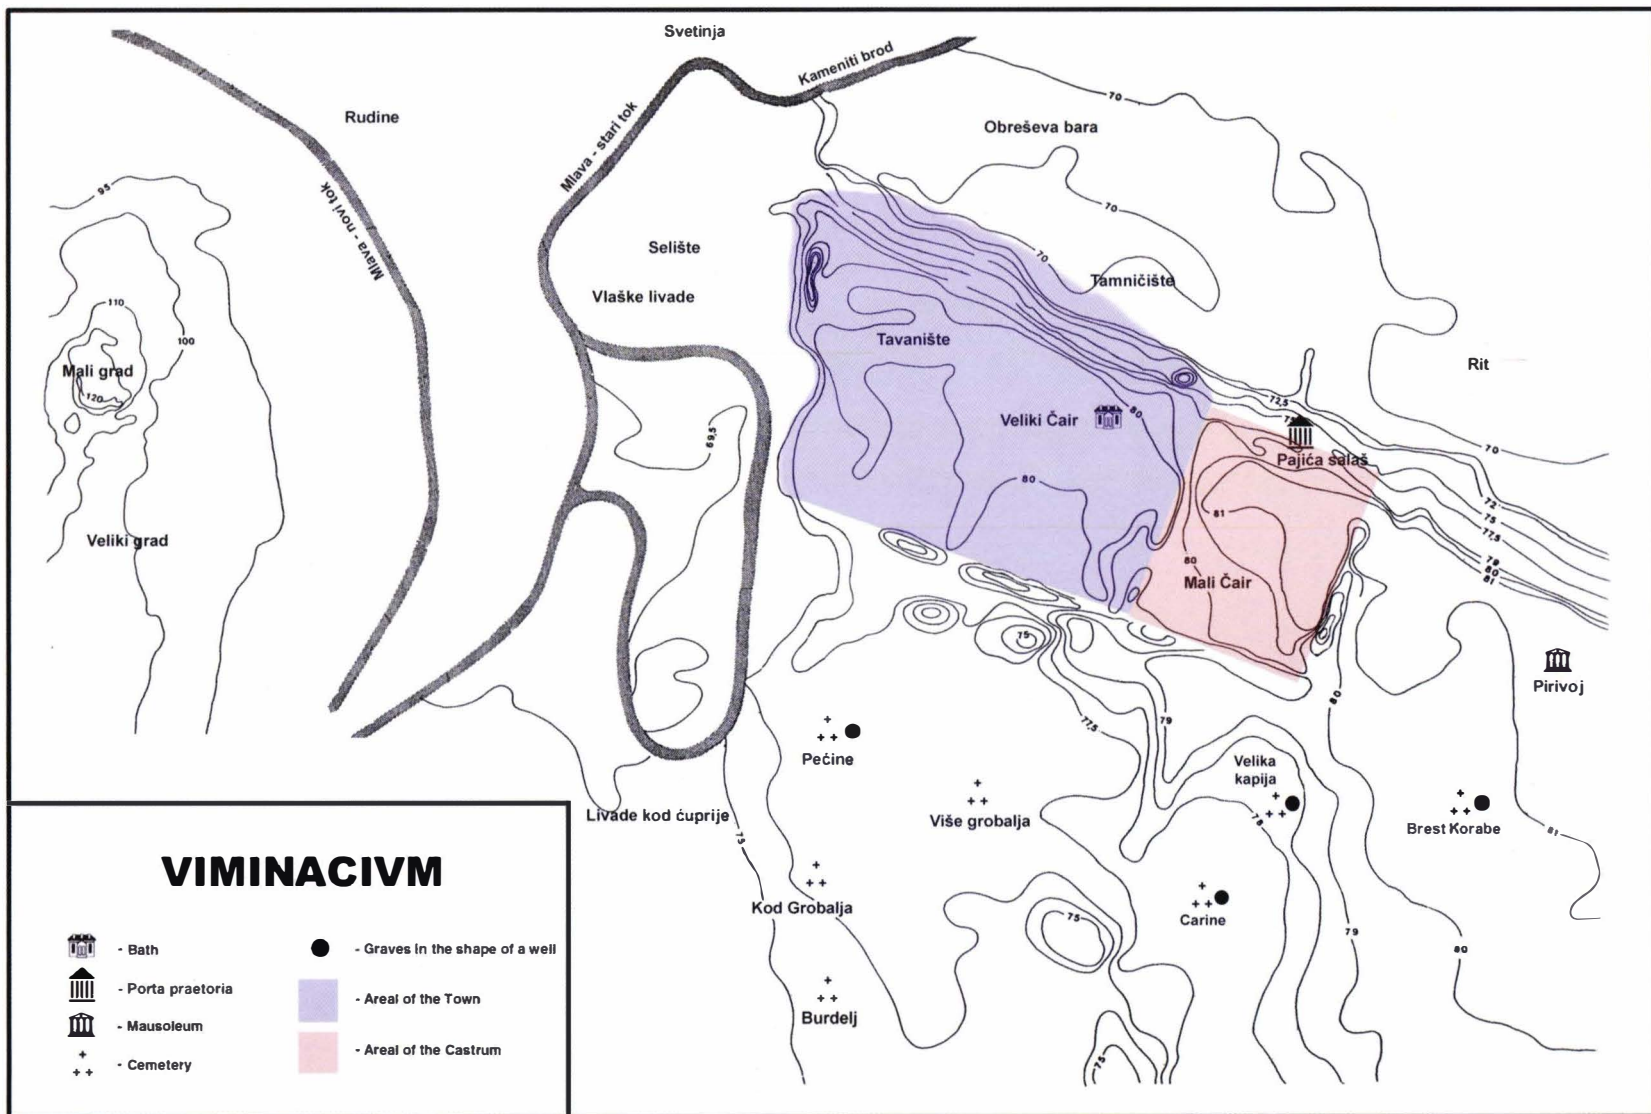 Svetinja
Kameniti brod
Rudine
Mlava - stari tok
Mlava - novi tok
Obreševa bara
70
95
70
Selište
70
Tamničište
Vlaške livade
110
100
Tavanište
Mali grad
120
Rit
72,5
80
Veliki Čair
69,5
70
Pajića salaš
80
81
72
75
77,5
79
80
81
Veliki grad
80
Mali Čair
75
Pirivoj
80
77,5
79
Pećine
Velika
kapija
78
Livade kod ćuprije
Više grobalja
Brest Korabe
81
75
Kod Grobalja
75
Carine
79
80
Burdelj
75
VIMINACIVM
- Bath
- Porta praetoria
- Mausoleum
- Cemetery
- Graves in the shape of a well
- Areal of the Town
- Areal of the Castrum